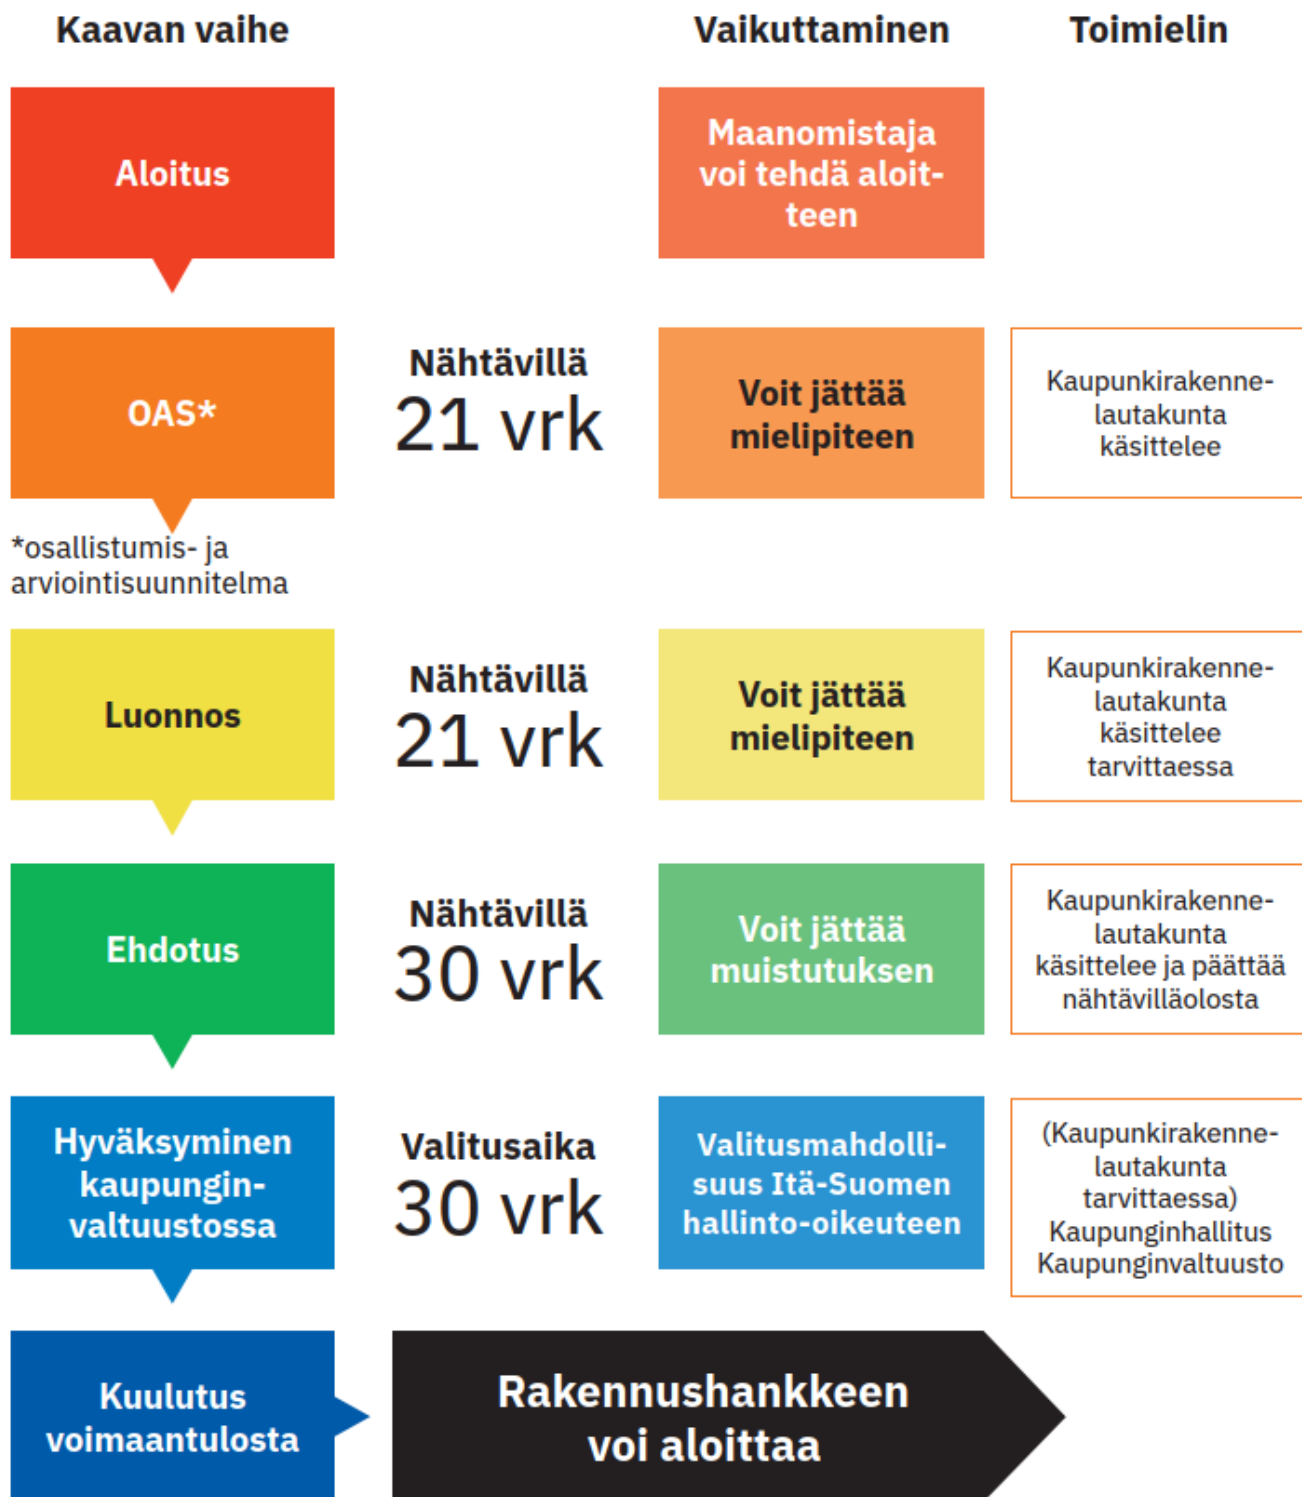 Kaavan vaihe
Vaikuttaminen
Toimielin
Aloitus
Maanomistaja
voi tehdä aloit-
teen
OAS*
Nähtävillä
21 vrk
Voit jättää
mielipiteen
Kaupunkirakenne-
lautakunta
käsittelee
*osallistumis- ja
arviointisuunnitelma
Luonnos
Nähtävillä
21 vrk
Voit jättää
mielipiteen
Kaupunkirakenne-
lautakunta
käsittelee
tarvittaessa
Ehdotus
Nähtävillä
30 vrk
Voit jättää
muistutuksen
Kaupunkirakenne-
lautakunta
käsittelee ja päättää
nähtävilläolosta
Hyväksyminen
kaupungin-
valtuustossa
Valitusaika
30 vrk
Valitusmahdolli-
suus Itä-Suomen
hallinto-oikeuteen
(Kaupunkirakenne-
lautakunta
tarvittaessa)
Kaupunginhallitus
Kaupunginvaltuusto
Kuulutus
voimaantulosta
Rakennushankkeen
voi aloittaa